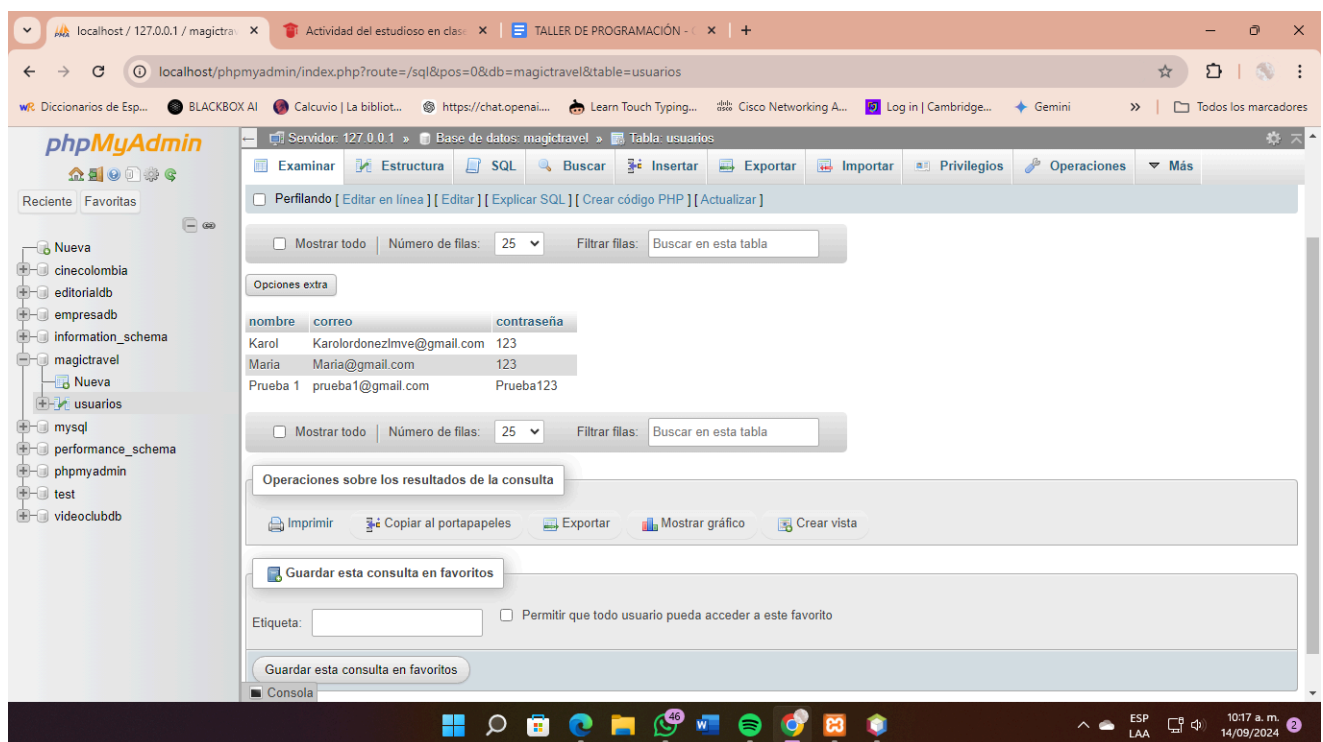 localhost / 127.0.0.1 / magictrav
Actividad del estudioso en clase
TALLER DE PROGRAMACIÓN - 
localhost/phpmyadmin/index.php?route=/sql&pos=0&db=magictravel&table=usuarios
WR Diccionarios de Esp... BLACKBOX AI Calcuvio | La bibliot... https://chat.openai.... Learn Touch Typing... Cisco Networking A... Log in | Cambridge... Gemini » Todos los marcadores
phpMyAdmin
Reciente Favoritas
Nueva
cinecolombia
editorialdb
empresadb
information_schema
magictravel
Nueva
usuarios
mysql
performance_schema
phpmyadmin
test
videoclubdb
Servidor: 127.0.0.1 » Base de datos: magictravel » Tabla: usuarios
Examinar Estructura SQL Buscar Insertar Exportar Importar Privilegios Operaciones Más
Perfilando [ Editar en línea ] [ Editar ] [ Explicar SQL ] [ Crear código PHP ] [ Actualizar ]
Mostrar todo | Número de filas: 25 Filtrar filas: Buscar en esta tabla
Opciones extra
nombre correo contraseña
Karol Karolordonezlmve@gmail.com 123
Maria Maria@gmail.com 123
Prueba 1 prueba1@gmail.com Prueba123
Mostrar todo | Número de filas: 25 Filtrar filas: Buscar en esta tabla
Operaciones sobre los resultados de la consulta
Imprimir Copiar al portapapeles Exportar Mostrar gráfico Crear vista
Guardar esta consulta en favoritos
Etiqueta: Permitir que todo usuario pueda acceder a este favorito
Guardar esta consulta en favoritos
Consola
46
ESP
LAA
10:17 a. m.
14/09/2024
2